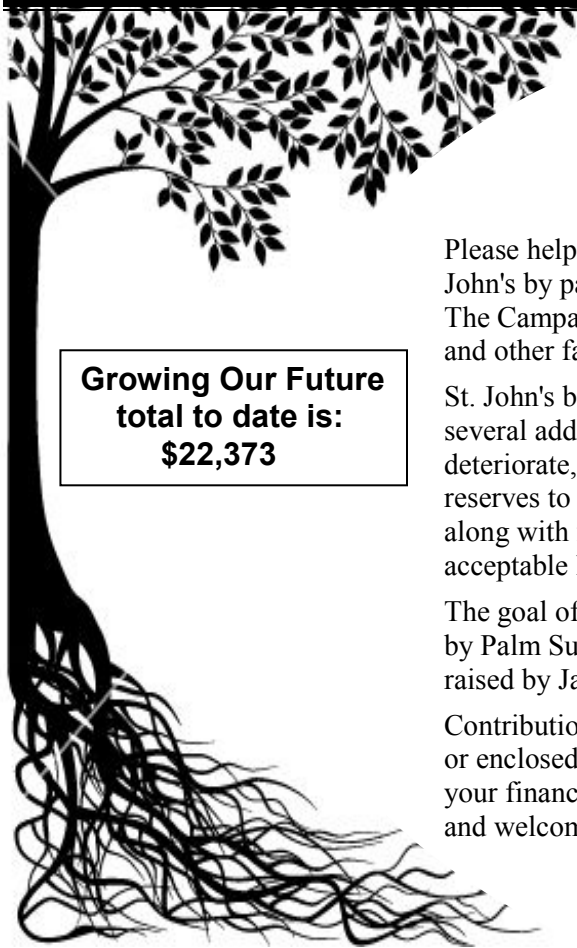 Growing Our Future
total to date is:
$22,373
Please help
John's by pa
The Campa
and other fa
St. John's b
several add
deteriorate,
reserves to
along with
acceptable
The goal of
by Palm Su
raised by Ja
Contributio
or enclosed
your financ
and welcon